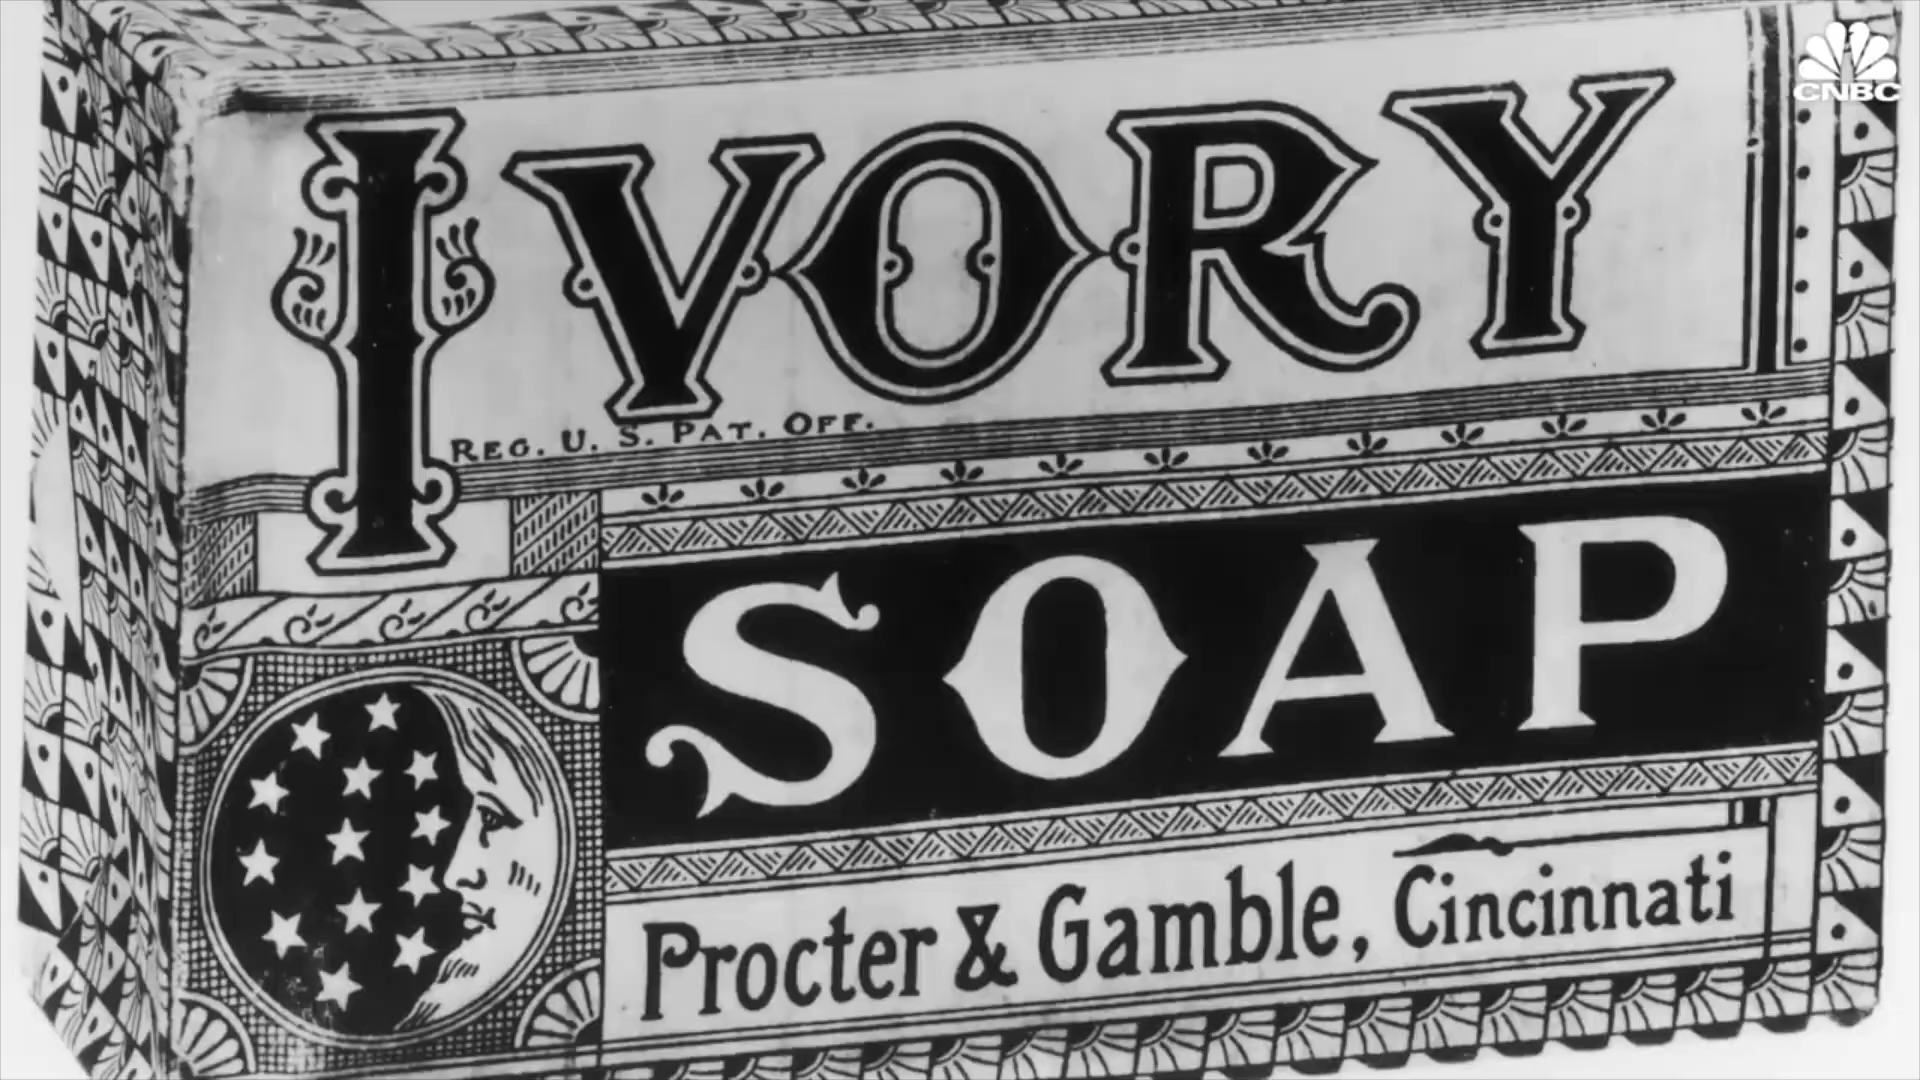 CNBC
IVORY
REG. U. S. PAT. OFF.
SOAP
Procter & Gamble, Cincinnati